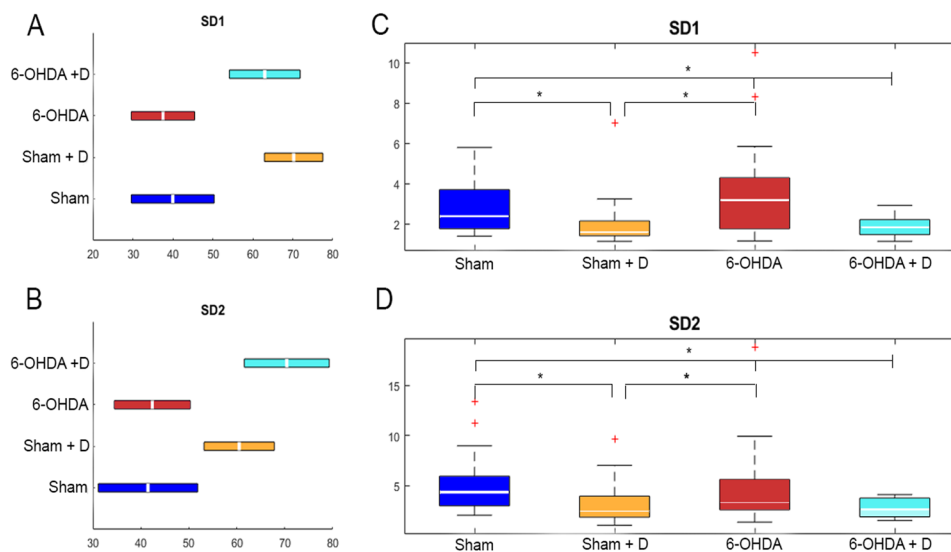 A
SD1
6-OHDA +D
6-OHDA
Sham + D
Sham
20 30 40 50 60 70 80
B
SD2
6-OHDA +D
6-OHDA
Sham + D
Sham
30 40 50 60 70 80
C
SD1
10
8
6
4
2
*
* *
Sham Sham + D 6-OHDA 6-OHDA + D
D
SD2
15
10
5
*
* *
Sham Sham + D 6-OHDA 6-OHDA + D